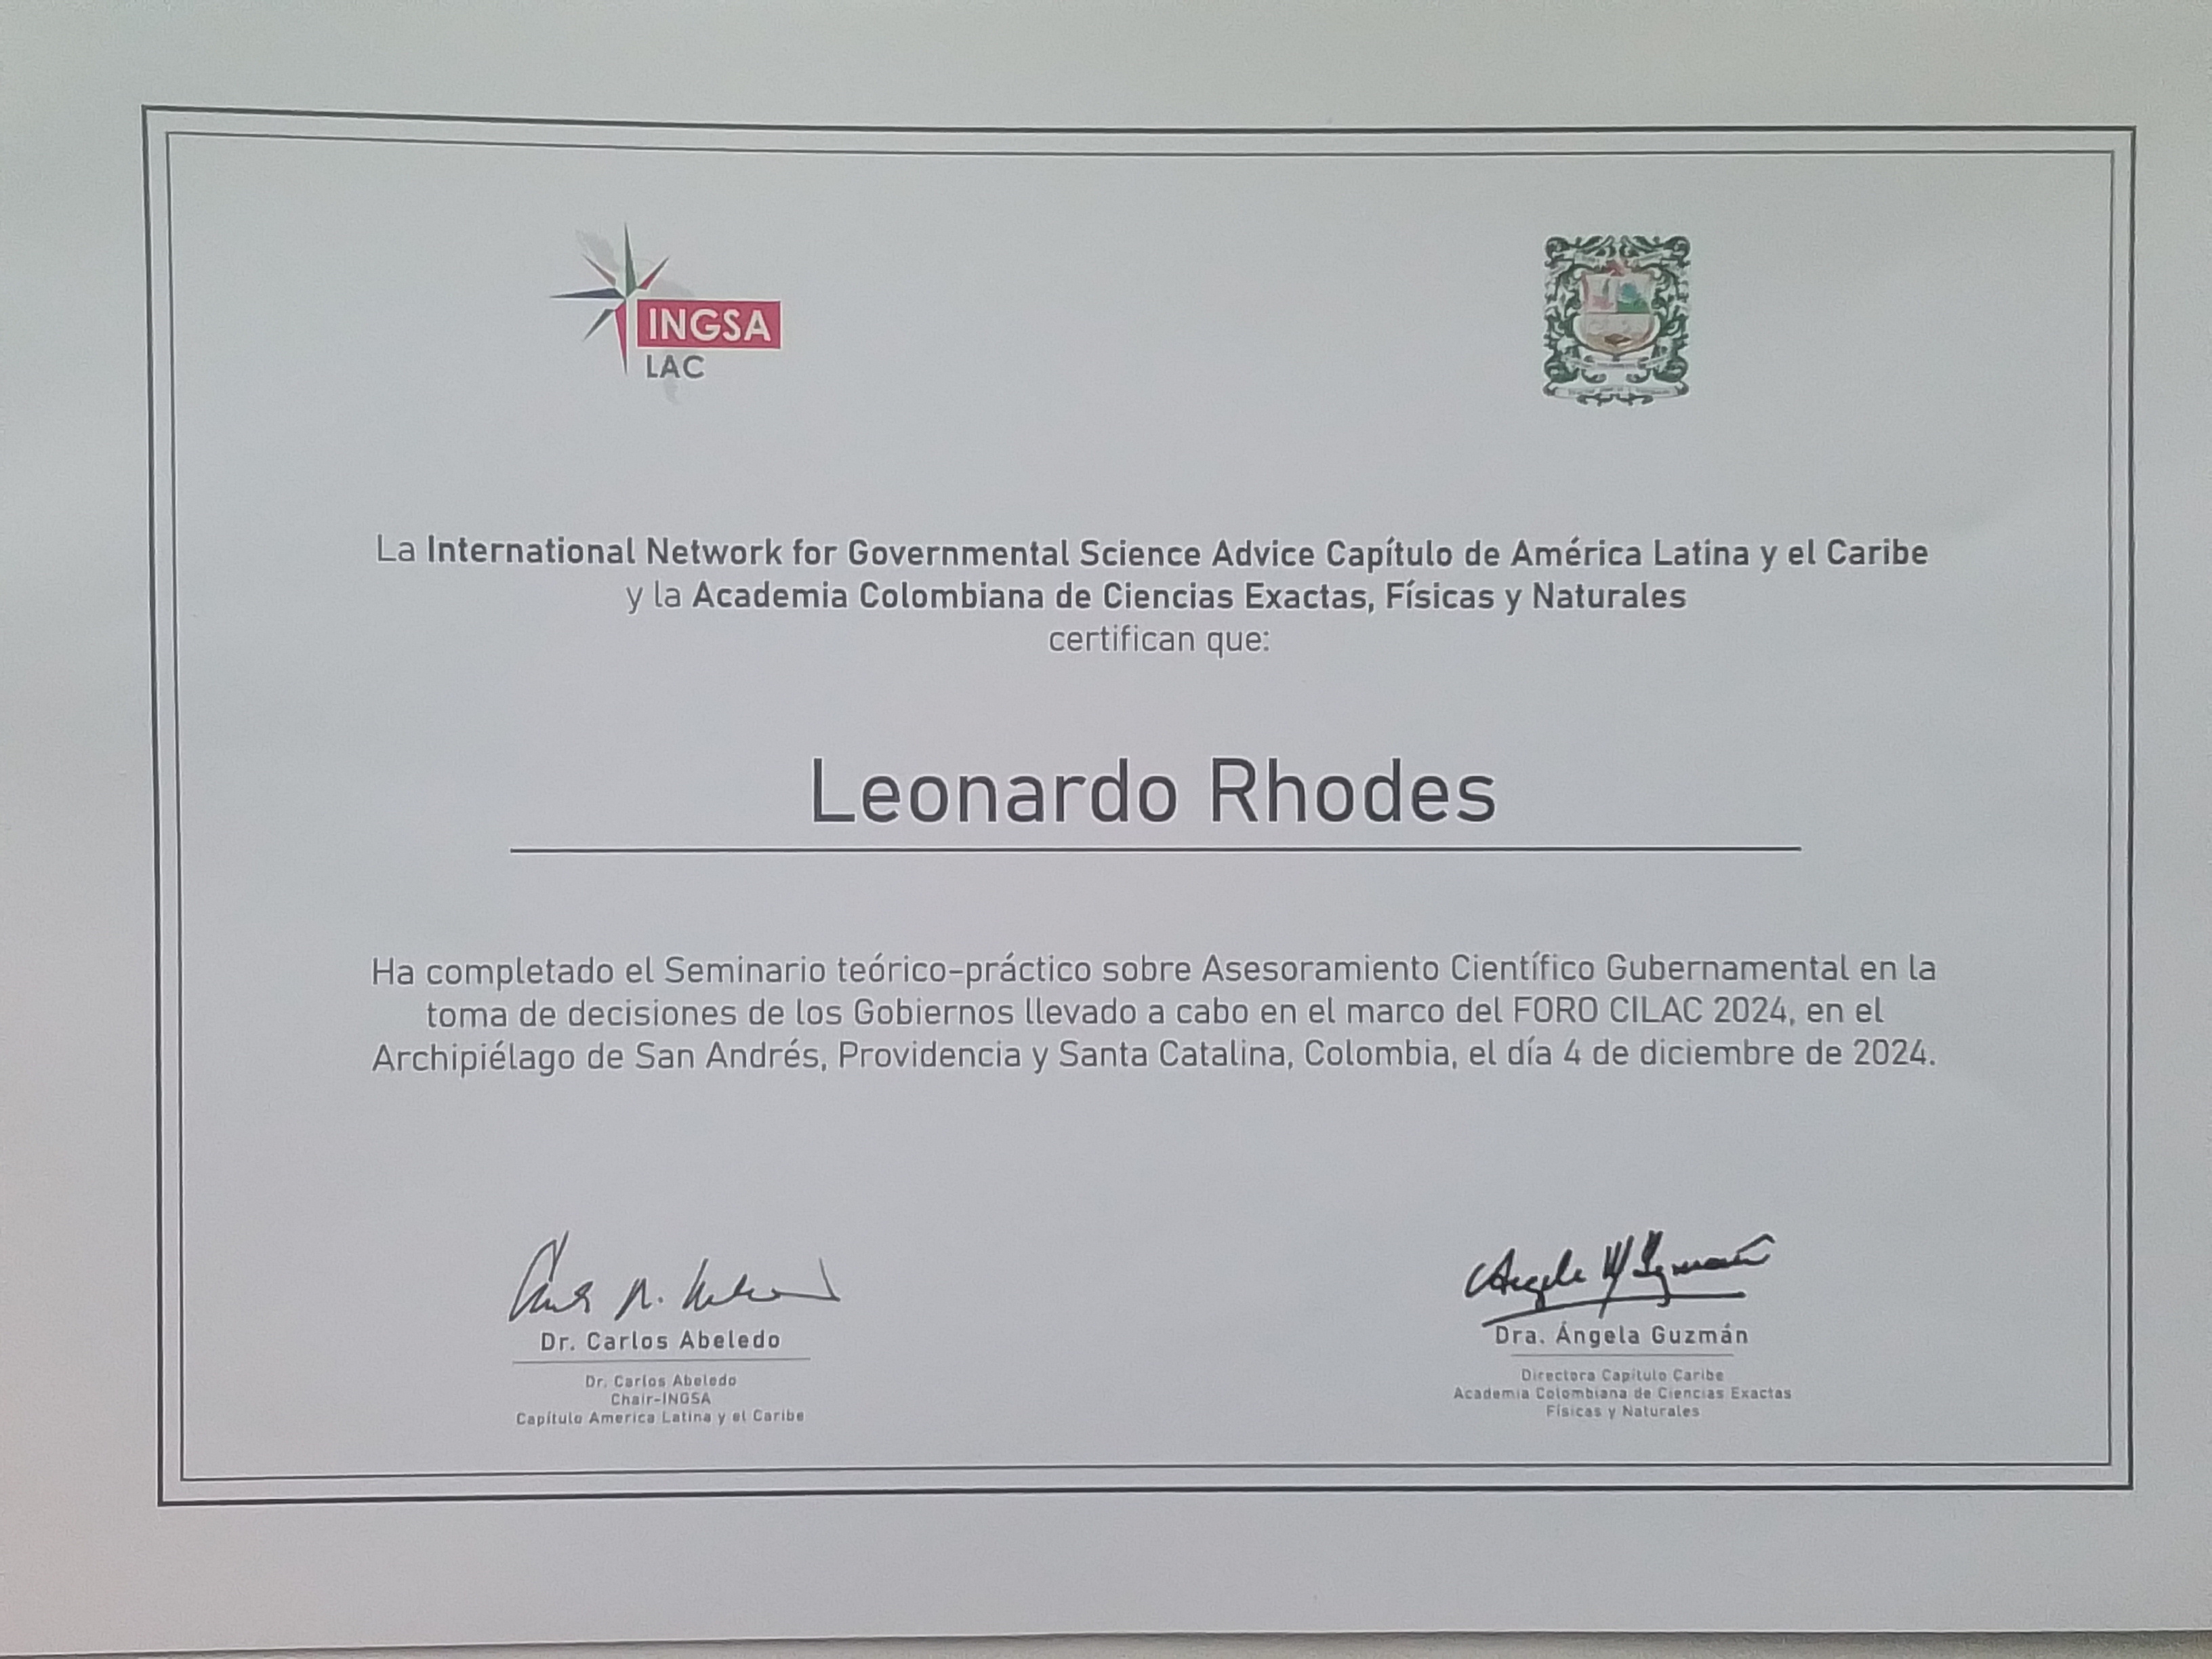 INGSA
LAC
La International Network for Governmental Science Advice Capítulo de América Latina y el Caribe
y la Academia Colombiana de Ciencias Exactas, Físicas y Naturales
certifican que:
Leonardo Rhodes
Ha completado el Seminario teórico-práctico sobre Asesoramiento Científico Gubernamental en la
toma de decisiones de los Gobiernos llevado a cabo en el marco del FORO CILAC 2024, en el
Archipiélago de San Andrés, Providencia y Santa Catalina, Colombia, el día 4 de diciembre de 2024.
Dr. Carlos Abeledo
Dr. Carlos Abeledo
Chair-INGSA
Capítulo America Latina y el Caribe
Dra. Ángela Guzmán
Directora Capítulo Caribe
Academia Colombiana de Ciencias Exactas
Físicas y Naturales